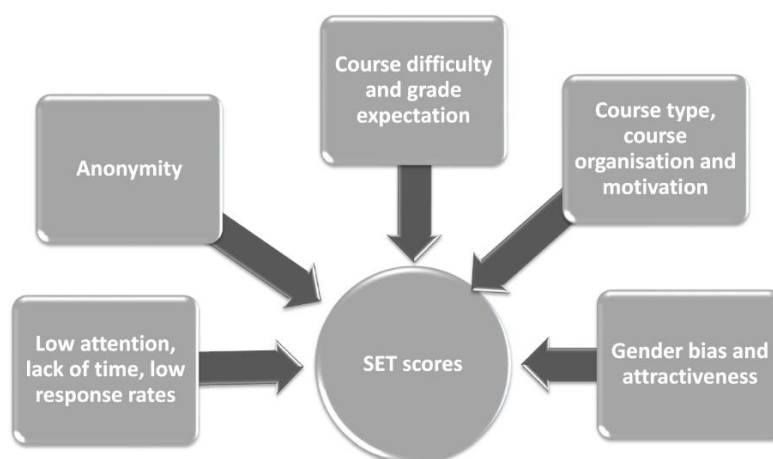 Course difficulty
and grade
expectation
Course type,
course
organisation and
motivation
Anonymity
Low attention,
lack of time, low
response rates
SET scores
Gender bias and
attractiveness